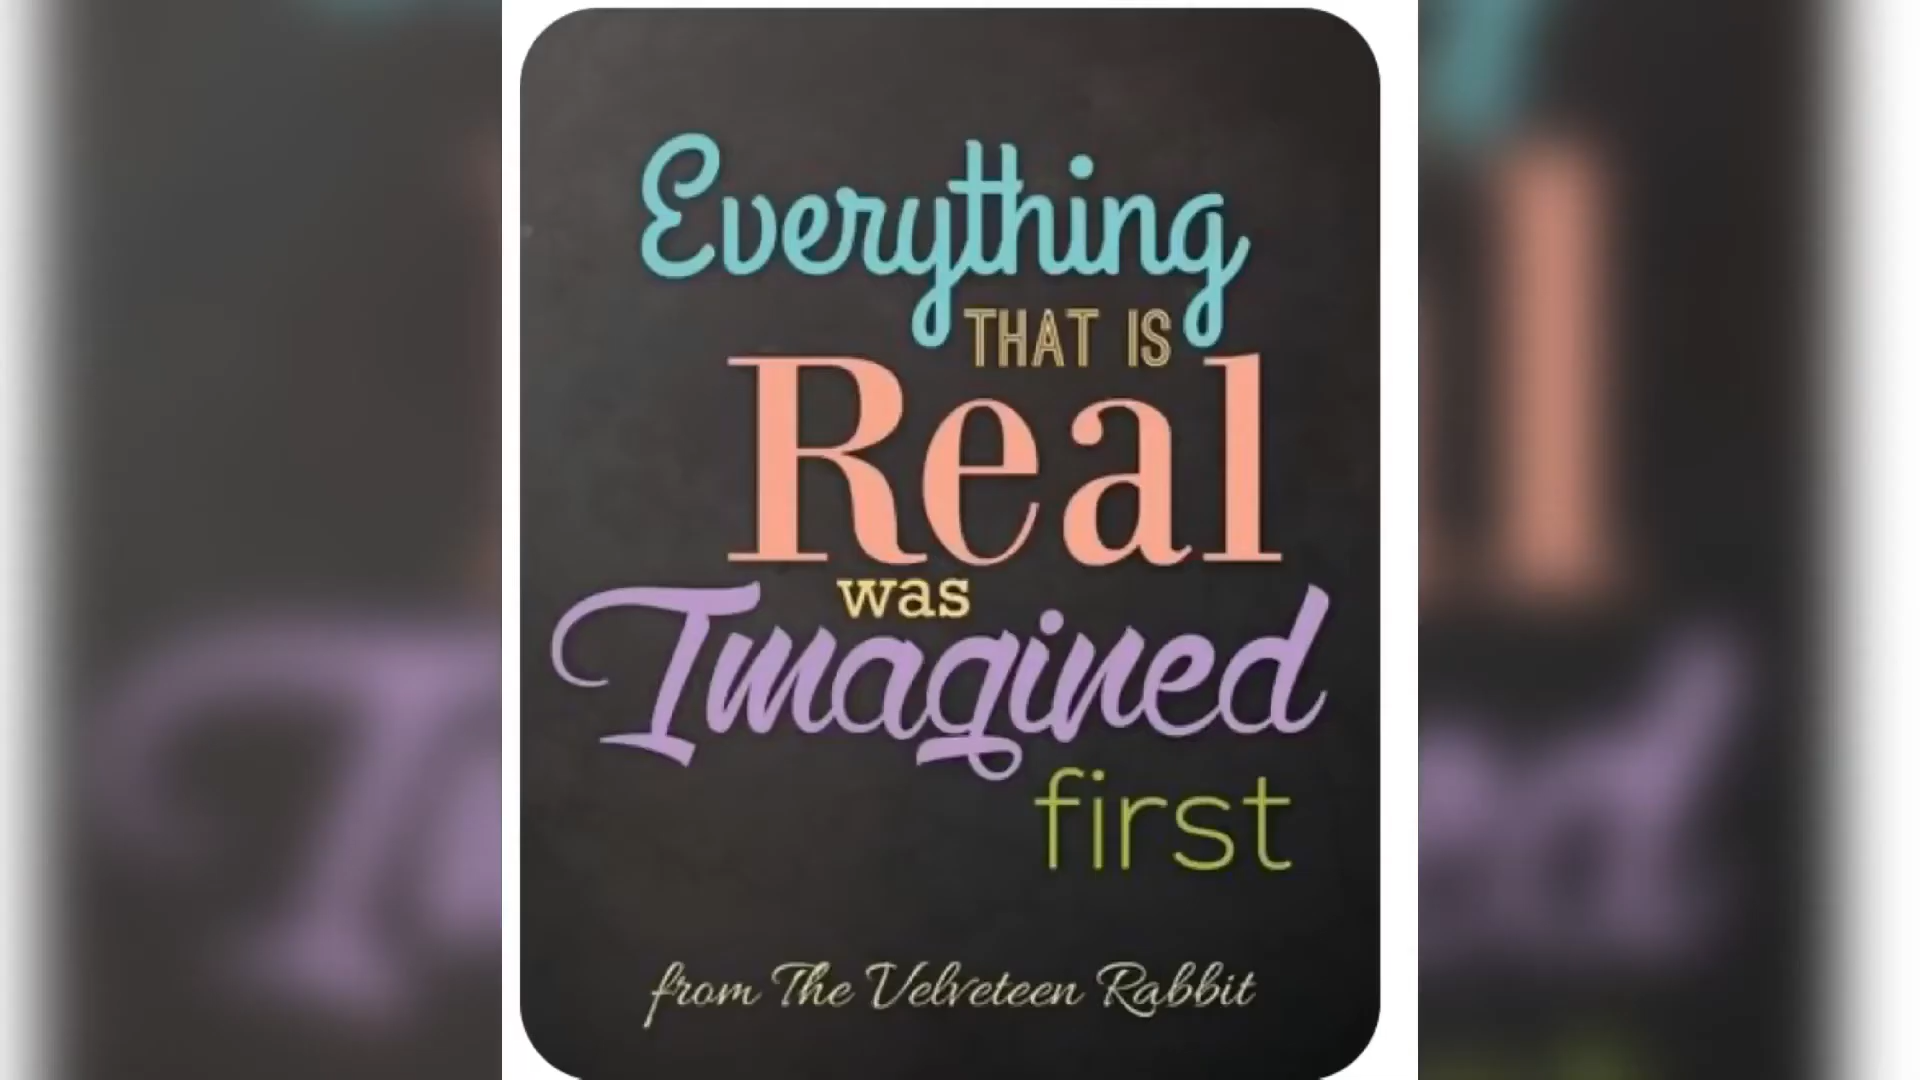 Everything
THAT IS
Real
was
Imagined
first
from The Velveteen Rabbit